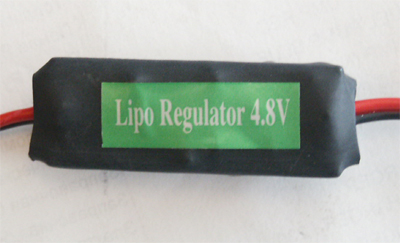 Lipo Regulator 4.8V